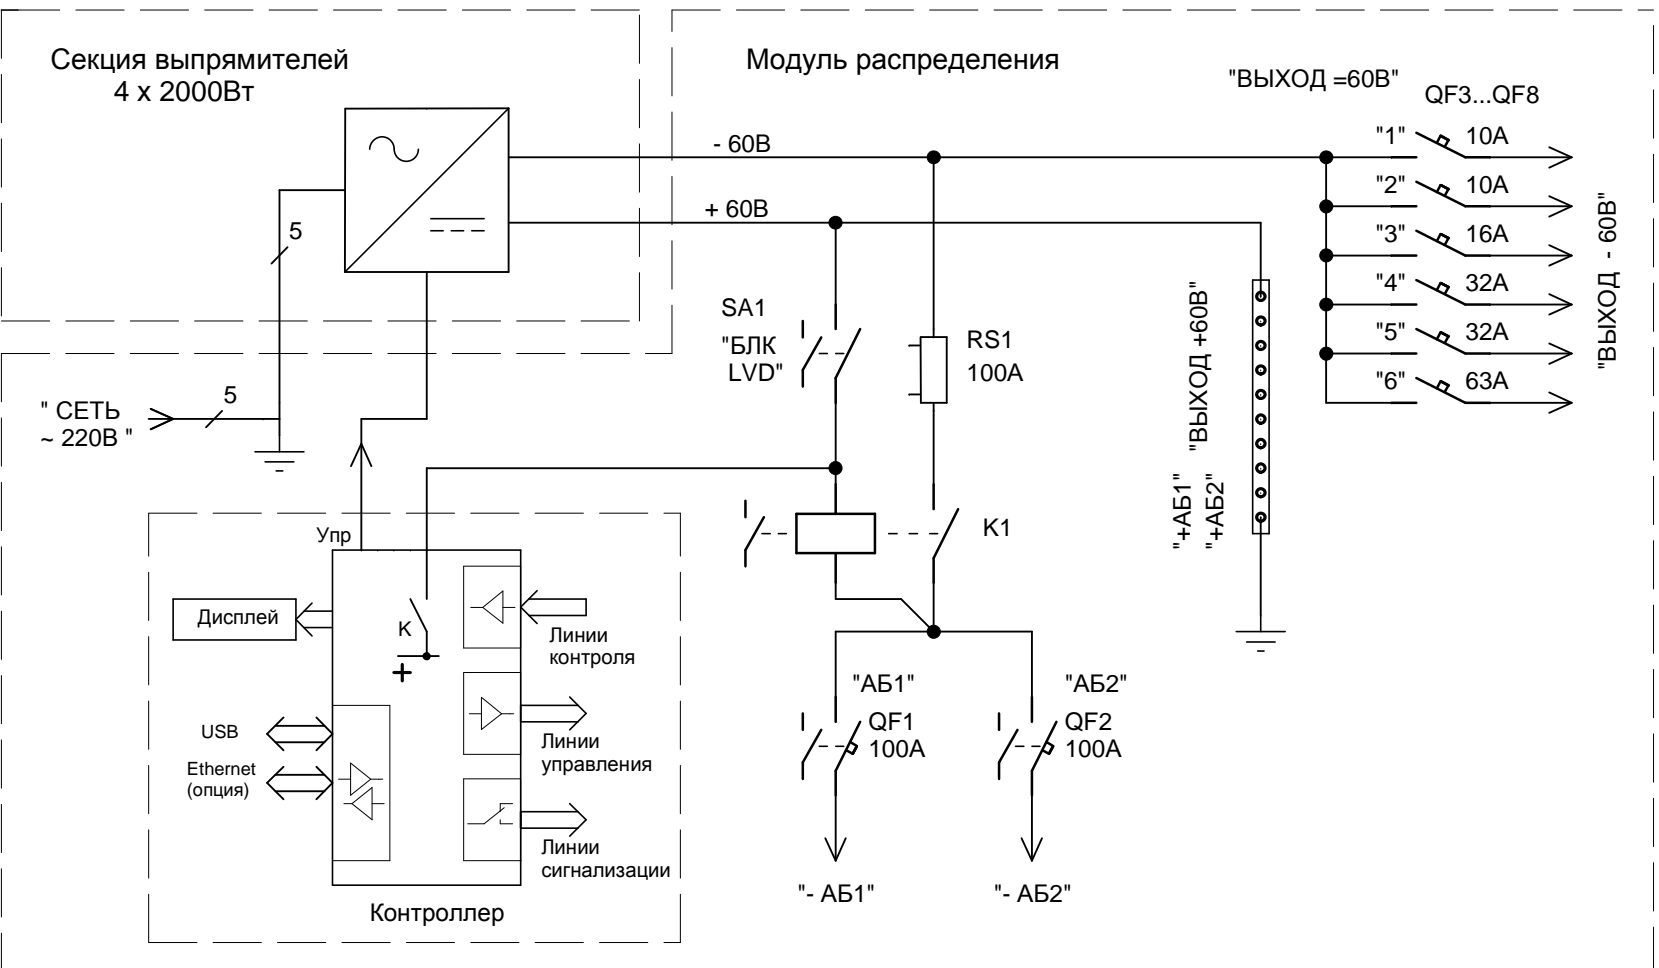 Секция выпрямителей
4 x 2000Вт
Модуль распределения
"ВЫХОД =60В"
QF3...QF8
- 60В
+ 60В
"1" 10А
"2" 10А
"3" 16А
"4" 32А
"5" 32А
"6" 63А
"ВЫХОД - 60В"
5
5
" СЕТЬ
~ 220В "
SA1
"БЛК
LVD"
RS1
100А
"ВЫХОД +60В"
"+АБ1"
"+АБ2"
K1
Упр
Дисплей
K
+
Линии
контроля
USB
Ethernet
(опция)
Линии
управления
Линии
сигнализации
Контроллер
"АБ1"
QF1
100А
"АБ2"
QF2
100А
"- АБ1"
"- АБ2"